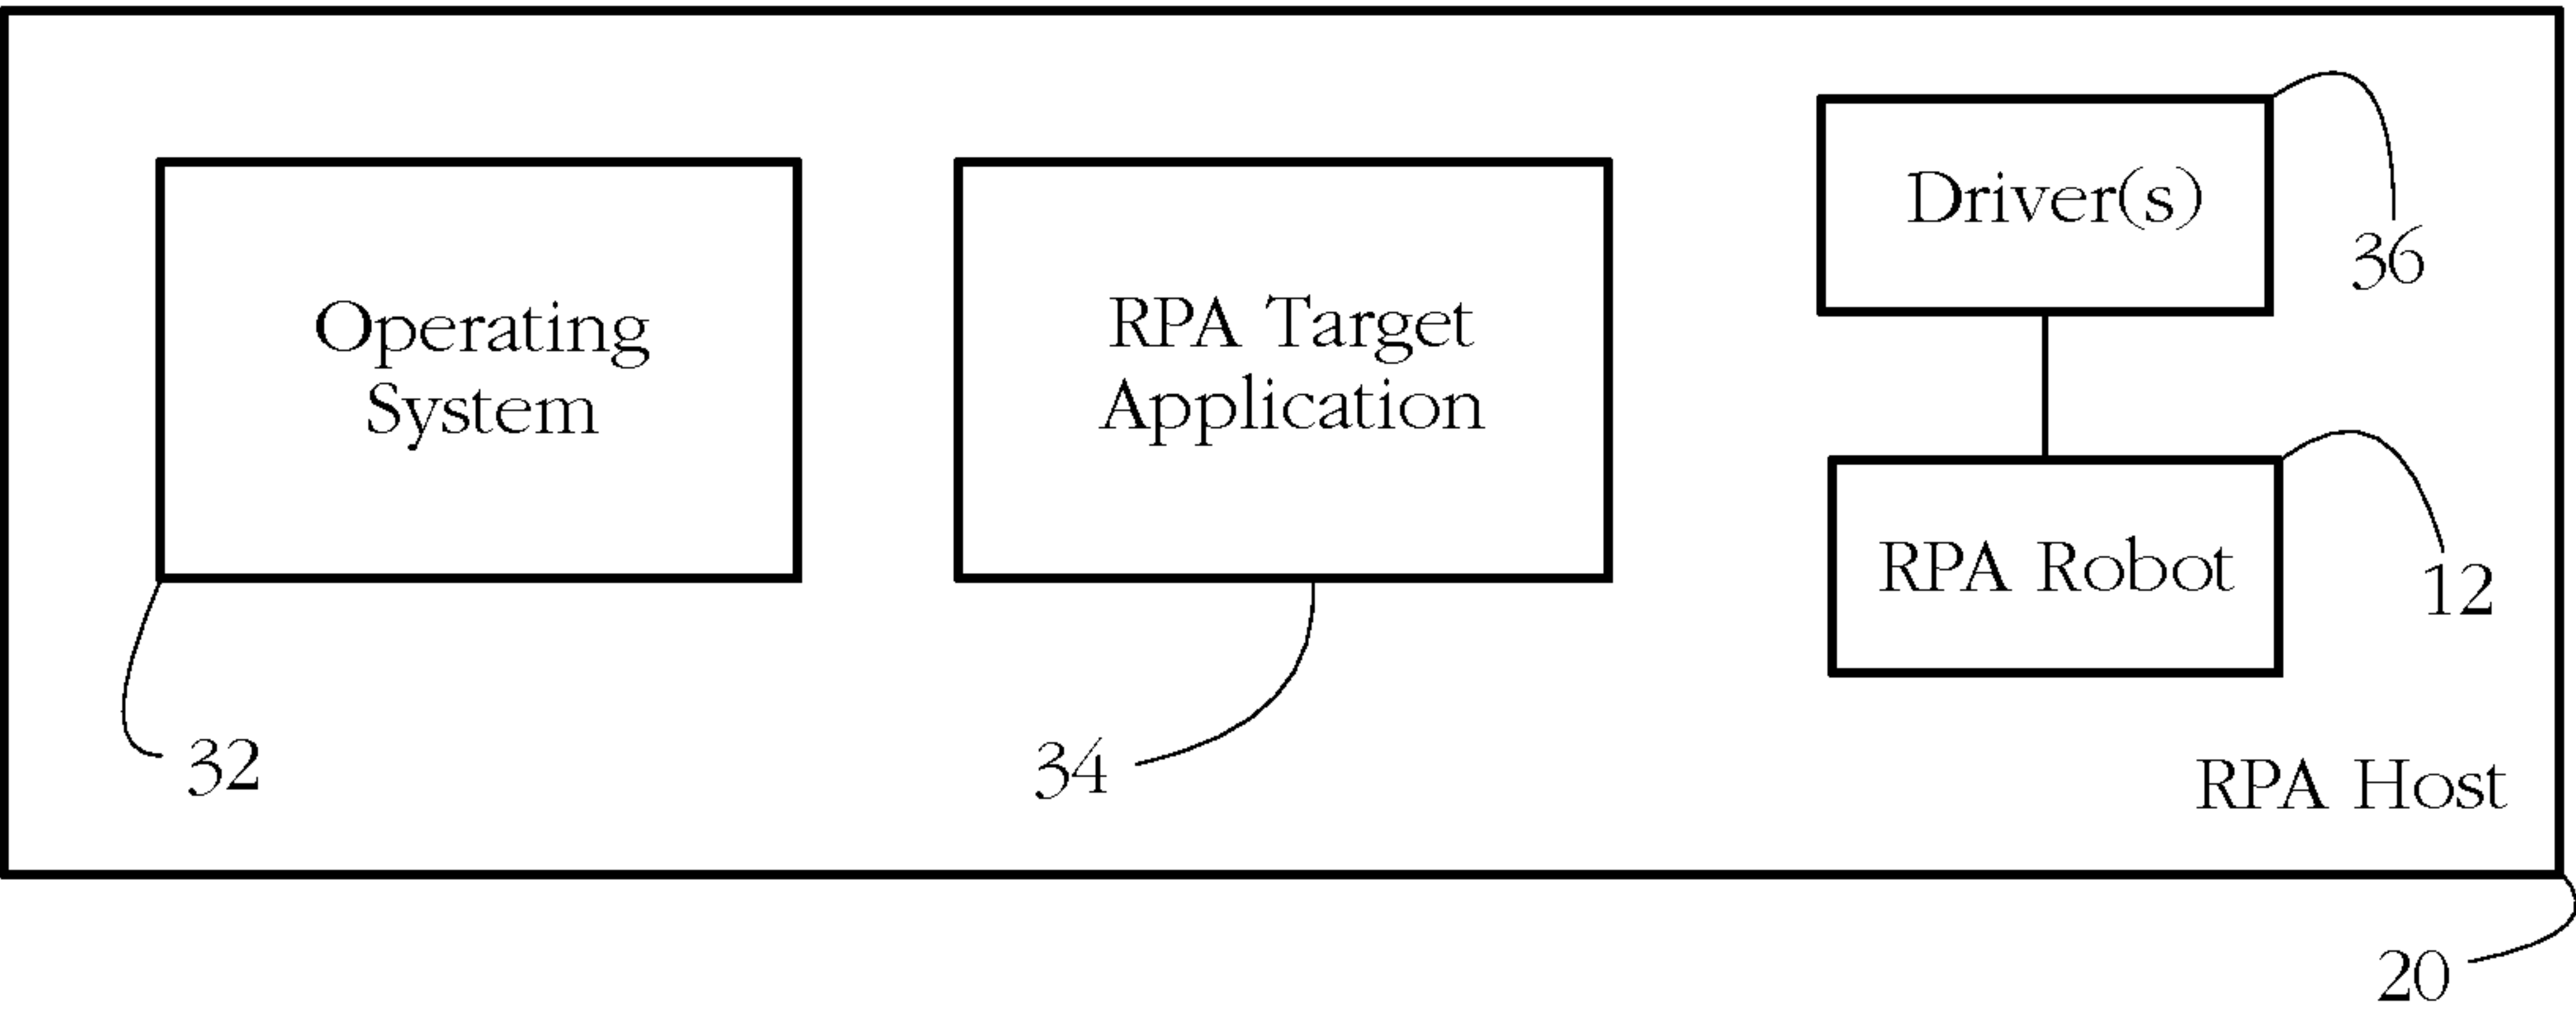 Operating
System
32
RPA Target
Application
34
Driver(s)
36
RPA Robot
12
RPA Host
20